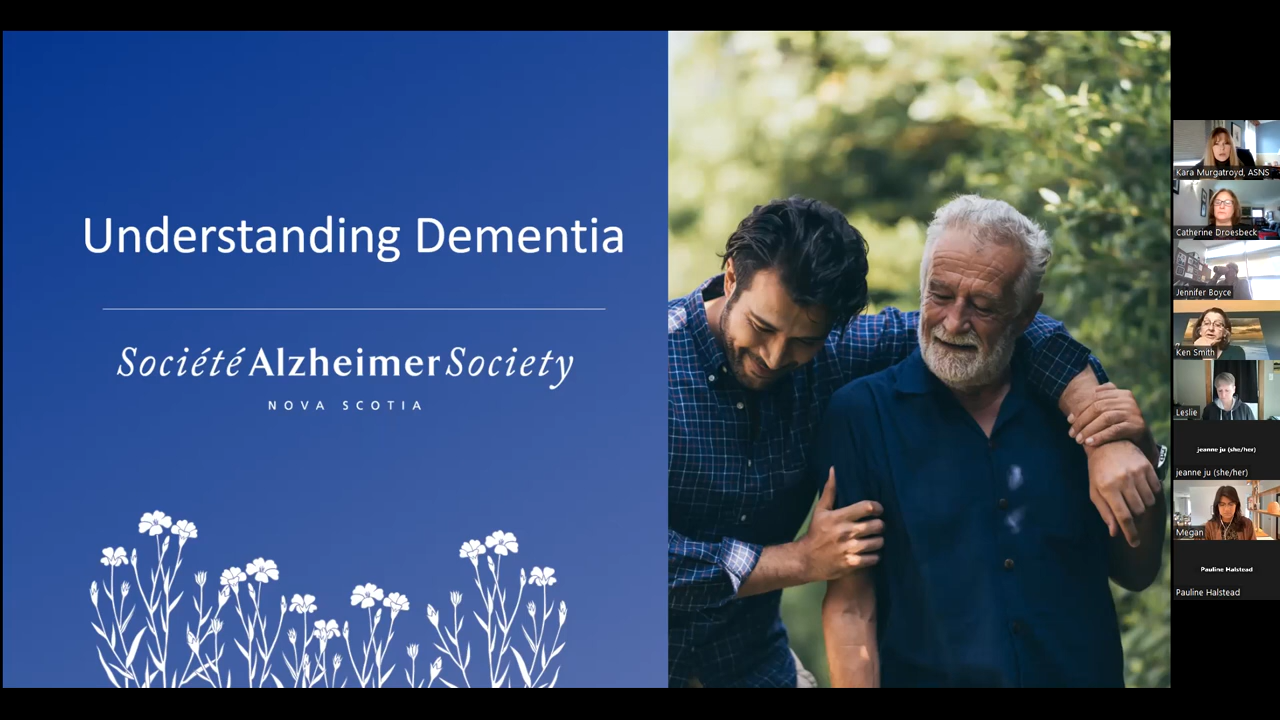 Understanding Dementia
Société Alzheimer Society
NOVA SCOTIA
Kara Murgatroyd, ASNS
Catherine Droesbeck
Jennifer Boyce
Ken Smith
Leslie
jeanne ju (she/her)
jeanne ju (she/her)
Megan
Pauline Halstead
Pauline Halstead